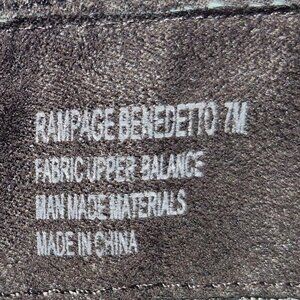 RAMPAGE BENEDETTO 7M
FABRIC UPPER BALANCE
MAN MADE MATERIALS
MADE IN CHINA